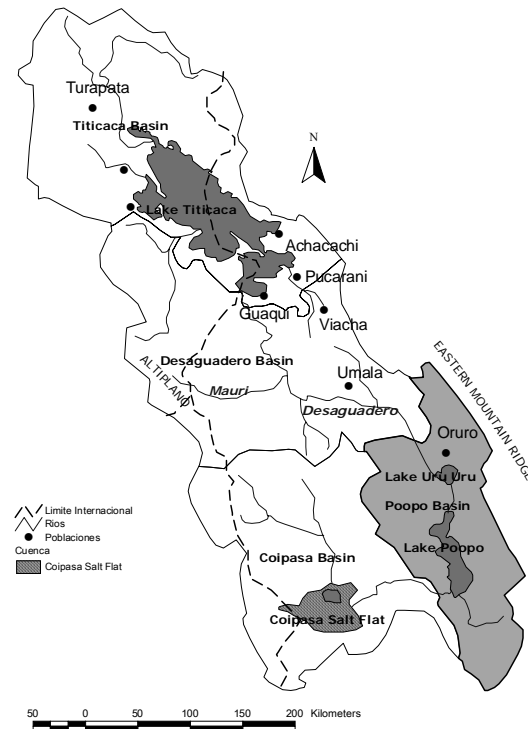 Turapata
Titicaca Basin
N
Lake Titicaca
Achacachi
Pucarani
Guaqui
Viacha
Desaguadero Basin
EASTERN MOUNTAIN RIDGE
ALTIPLANO
Mauri
Umala
Desaguadero
Oruro
Lake Uru Uru
Poopo Basin
Lake Poopo
Limite Internacional
Rios
Poblaciones
Cuenca
Coipasa Salt Flat
Coipasa Basin
Coipasa Salt Flat
50 0 50 100 150 200 Kilometers